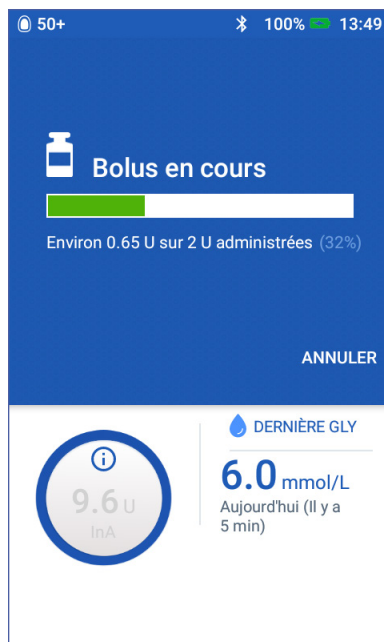 50+ 100% 13:49
Bolus en cours
Environ 0.65 U sur 2 U administrées (32%)
ANNULER
9.6 U
InA
DERNIÈRE GLY
6.0 mmol/L
Aujourd'hui (Il y a
5 min)